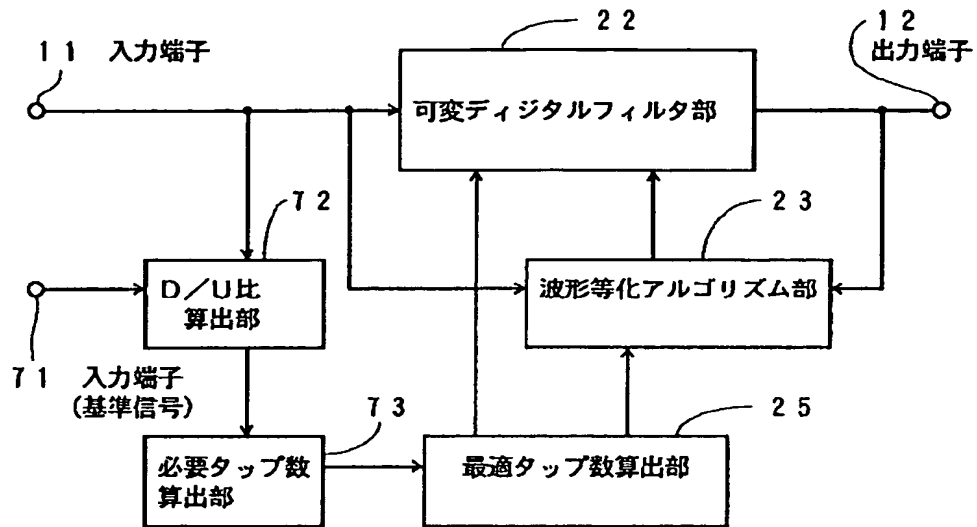 ２２
１２
１１ 入力端子
出力端子
可変ディジタルフィルタ部
７２
２３
Ｄ／Ｕ比
算出部
波形等化アルゴリズム部
７１ 入力端子
(基準信号)
７３
２５
必要タップ数
算出部
最適タップ数算出部